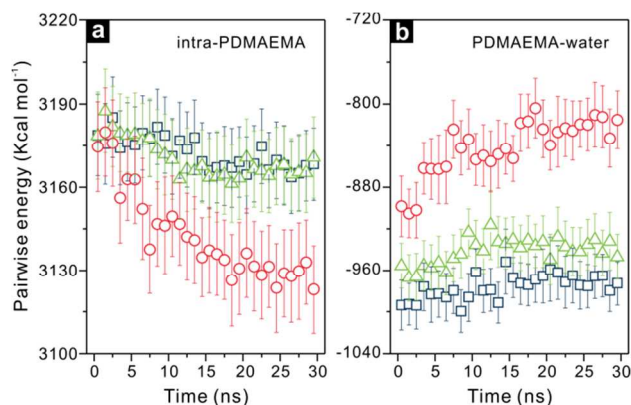 a
intra-PDMAEMA
Pairwise energy (Kcal mol⁻¹)
3220
3190
3160
3130
3100
0 5 10 15 20 25 30
Time (ns)
b
PDMAEMA-water
-720
-800
-880
-960
-1040
0 5 10 15 20 25 30
Time (ns)